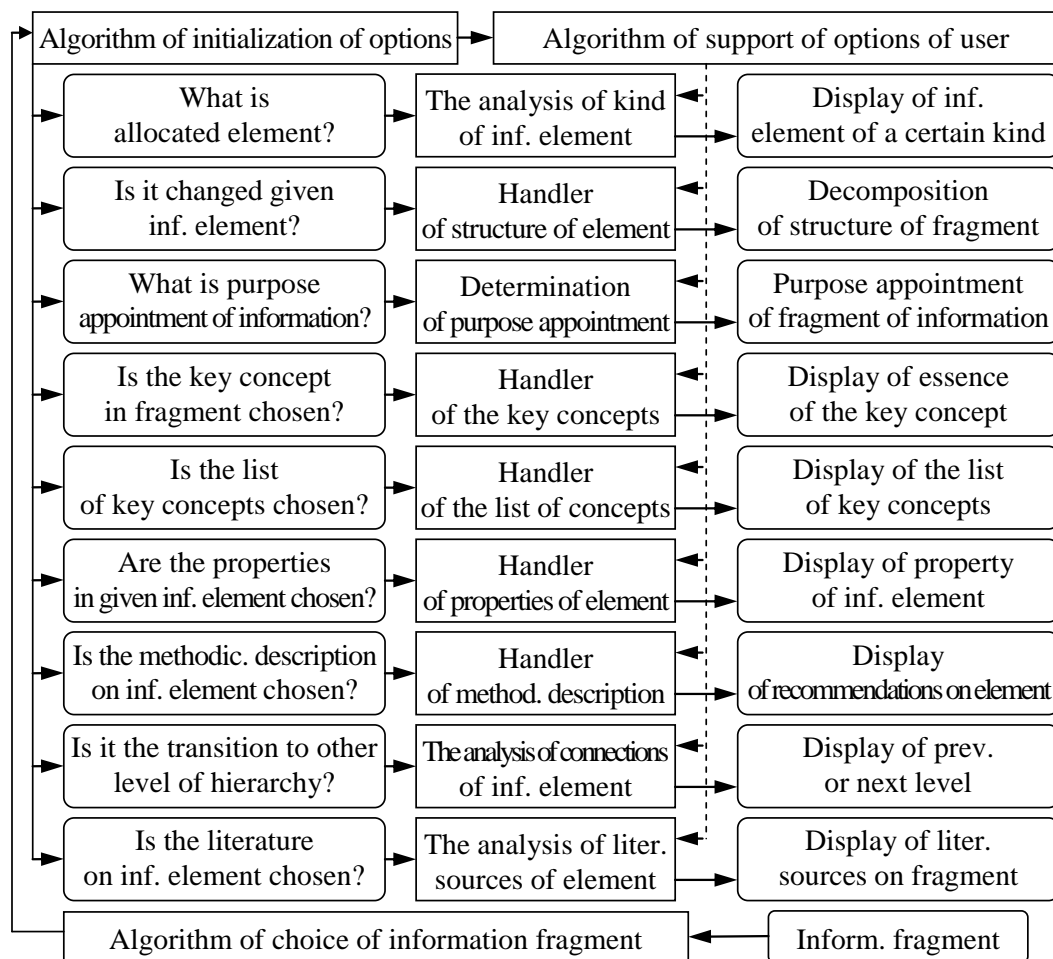 Algorithm of initialization of options
Algorithm of support of options of user
What is
allocated element?
The analysis of kind
of inf. element
Display of inf.
element of a certain kind
Is it changed given
inf. element?
Handler
of structure of element
Decomposition
of structure of fragment
What is purpose
appointment of information?
Determination
of purpose appointment
Purpose appointment
of fragment of information
Is the key concept
in fragment chosen?
Handler
of the key concepts
Display of essence
of the key concept
Is the list
of key concepts chosen?
Handler
of the list of concepts
Display of the list
of key concepts
Are the properties
in given inf. element chosen?
Handler
of properties of element
Display of property
of inf. element
Is the methodic. description
on inf. element chosen?
Handler
of method. description
Display
of recommendations on element
Is it the transition to other
level of hierarchy?
The analysis of connections
of inf. element
Display of prev.
or next level
Is the literature
on inf. element chosen?
The analysis of liter.
sources of element
Display of liter.
sources on fragment
Algorithm of choice of information fragment
Inform. fragment